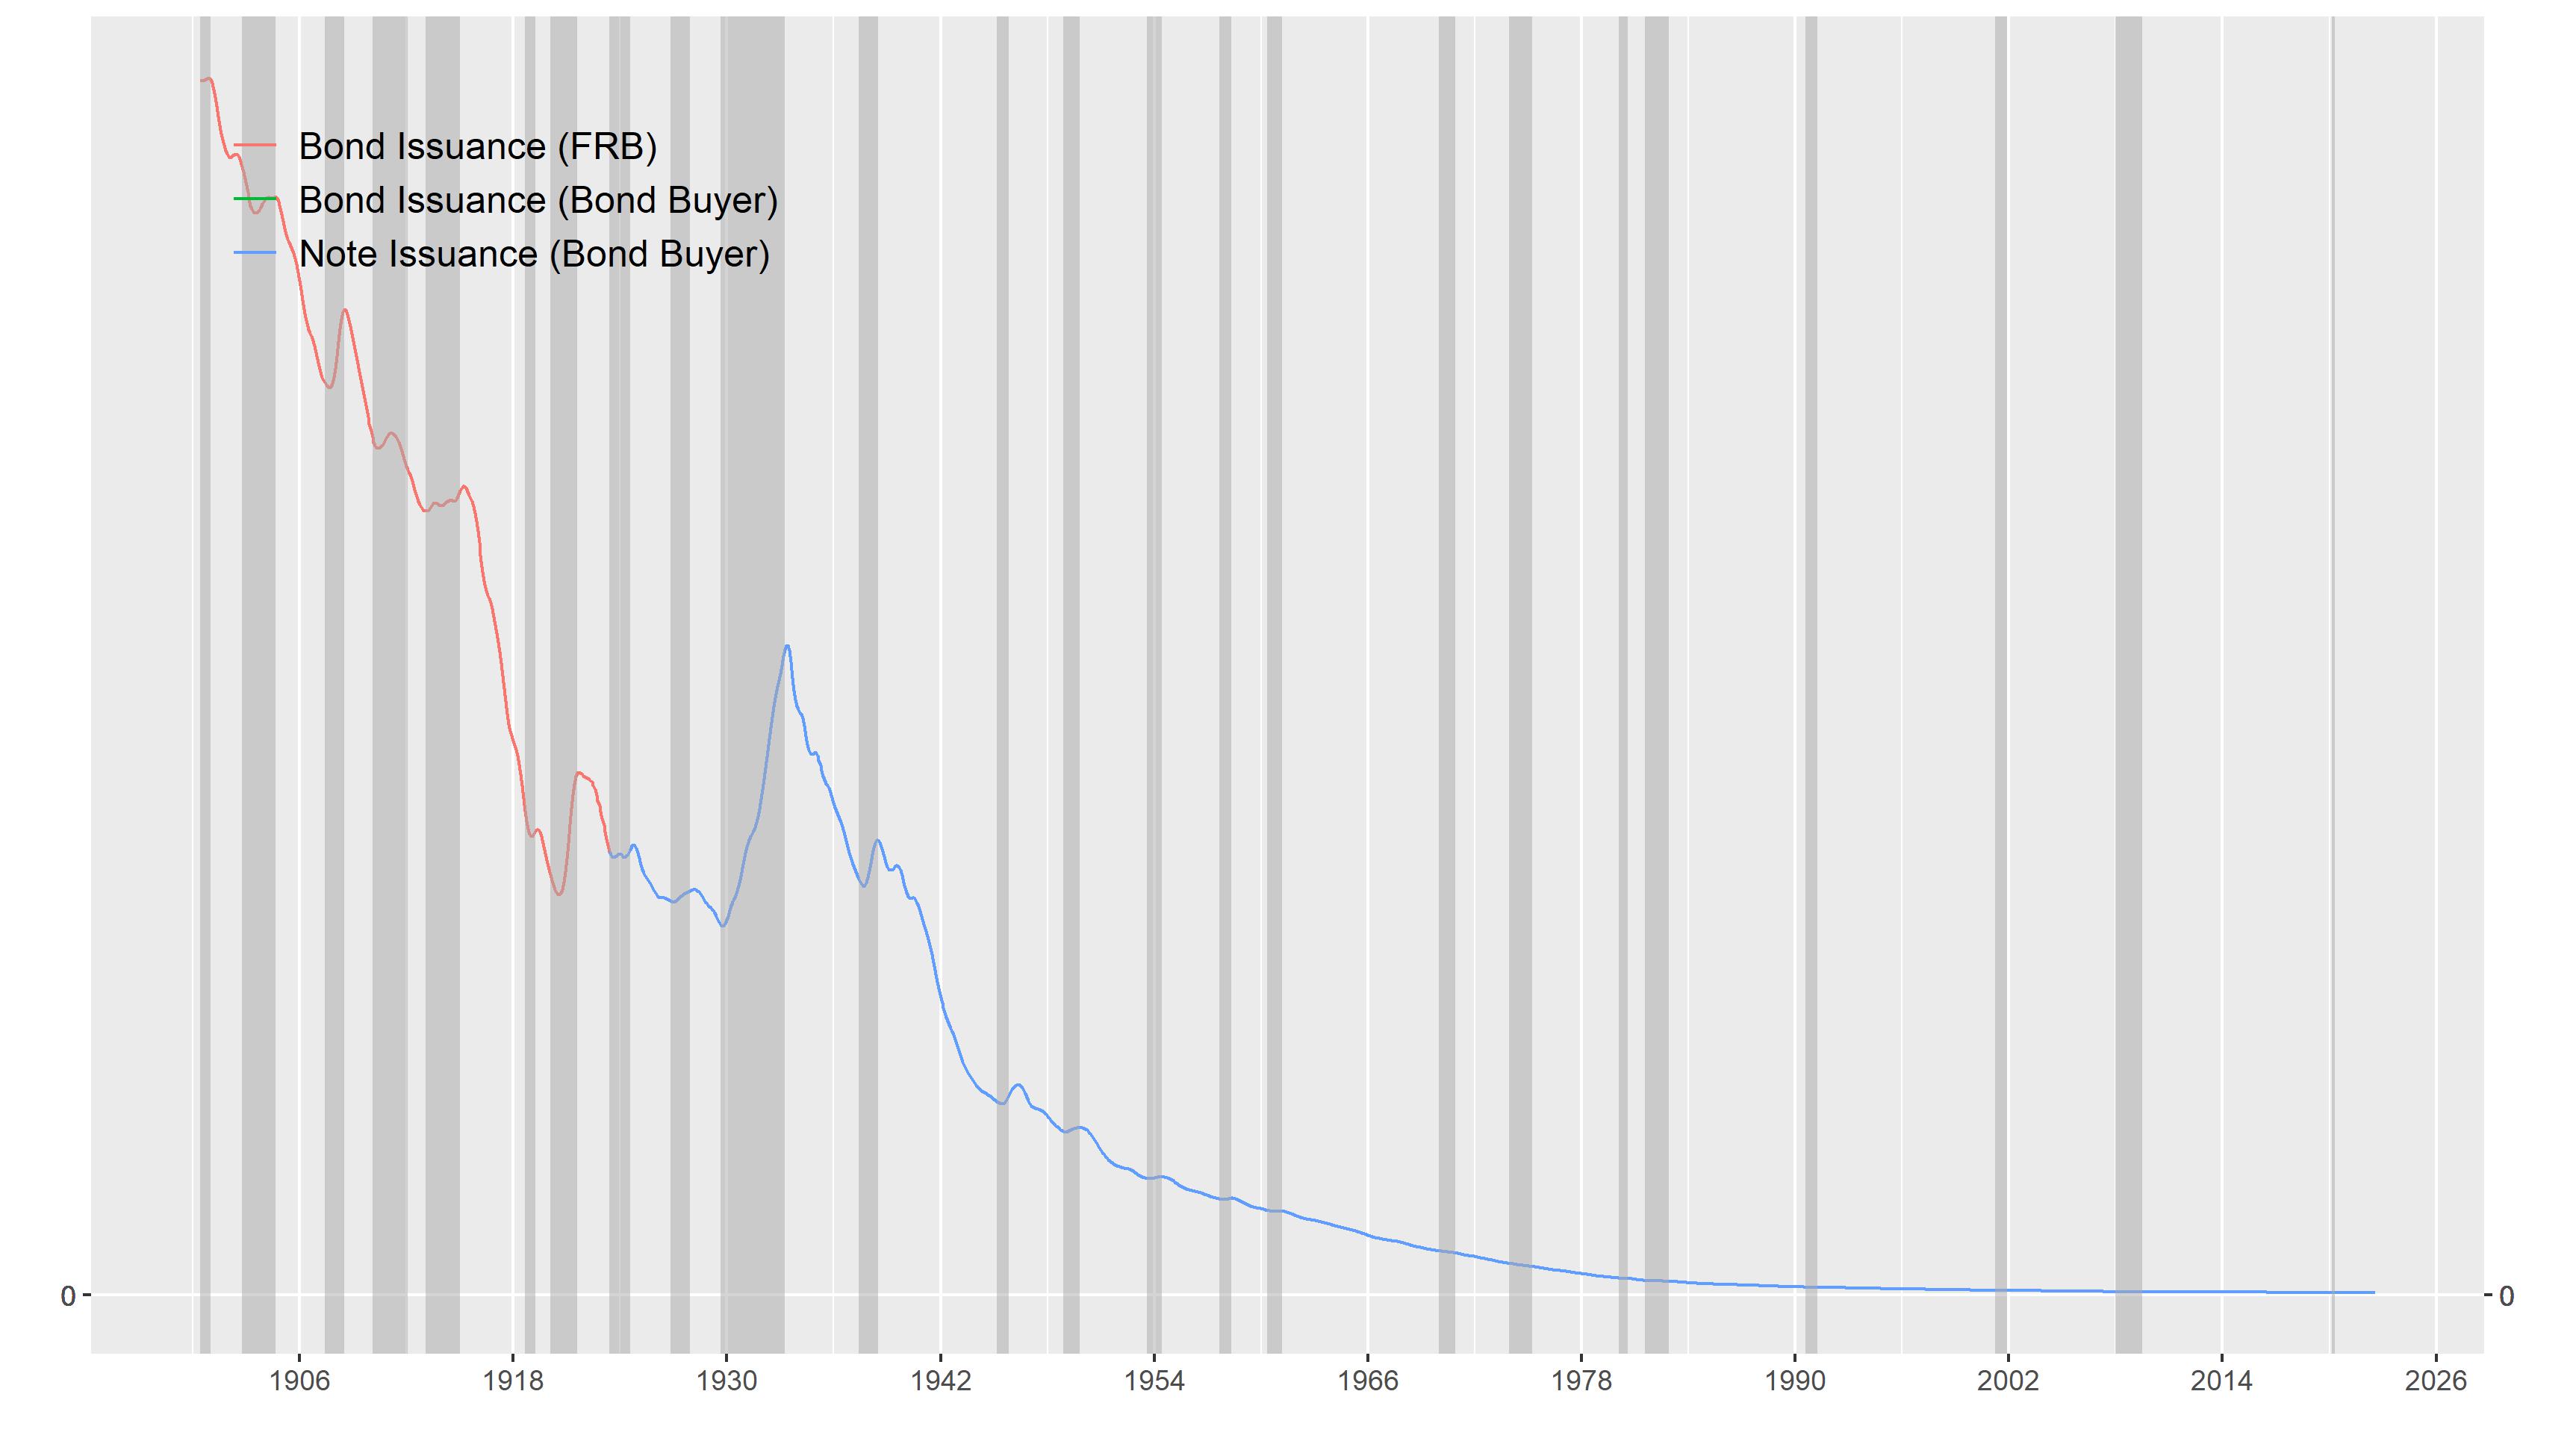 Bond Issuance (FRB)
Bond Issuance (Bond Buyer)
Note Issuance (Bond Buyer)
0 0
1906 1918 1930 1942 1954 1966 1978 1990 2002 2014 2026